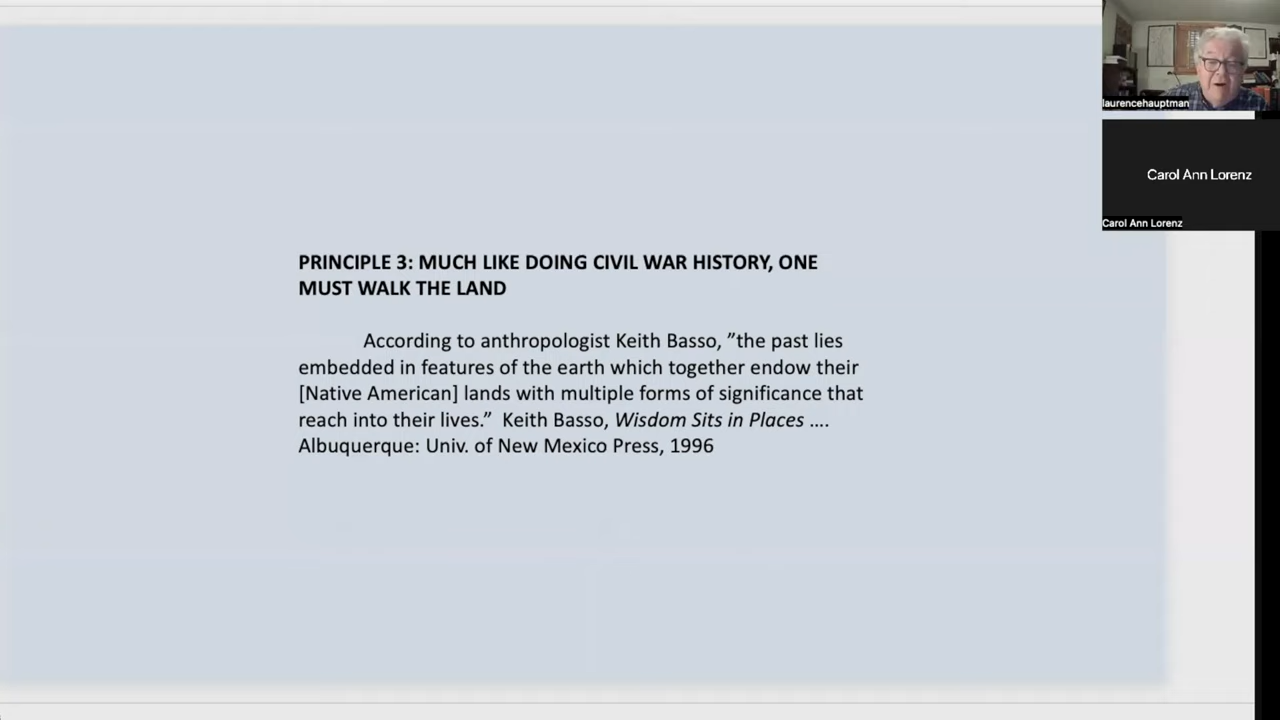 PRINCIPLE 3: MUCH LIKE DOING CIVIL WAR HISTORY, ONE
MUST WALK THE LAND
According to anthropologist Keith Basso, ”the past lies
embedded in features of the earth which together endow their
[Native American] lands with multiple forms of significance that
reach into their lives.” Keith Basso, Wisdom Sits in Places ....
Albuquerque: Univ. of New Mexico Press, 1996
laurencehauptman
Carol Ann Lorenz
Carol Ann Lorenz